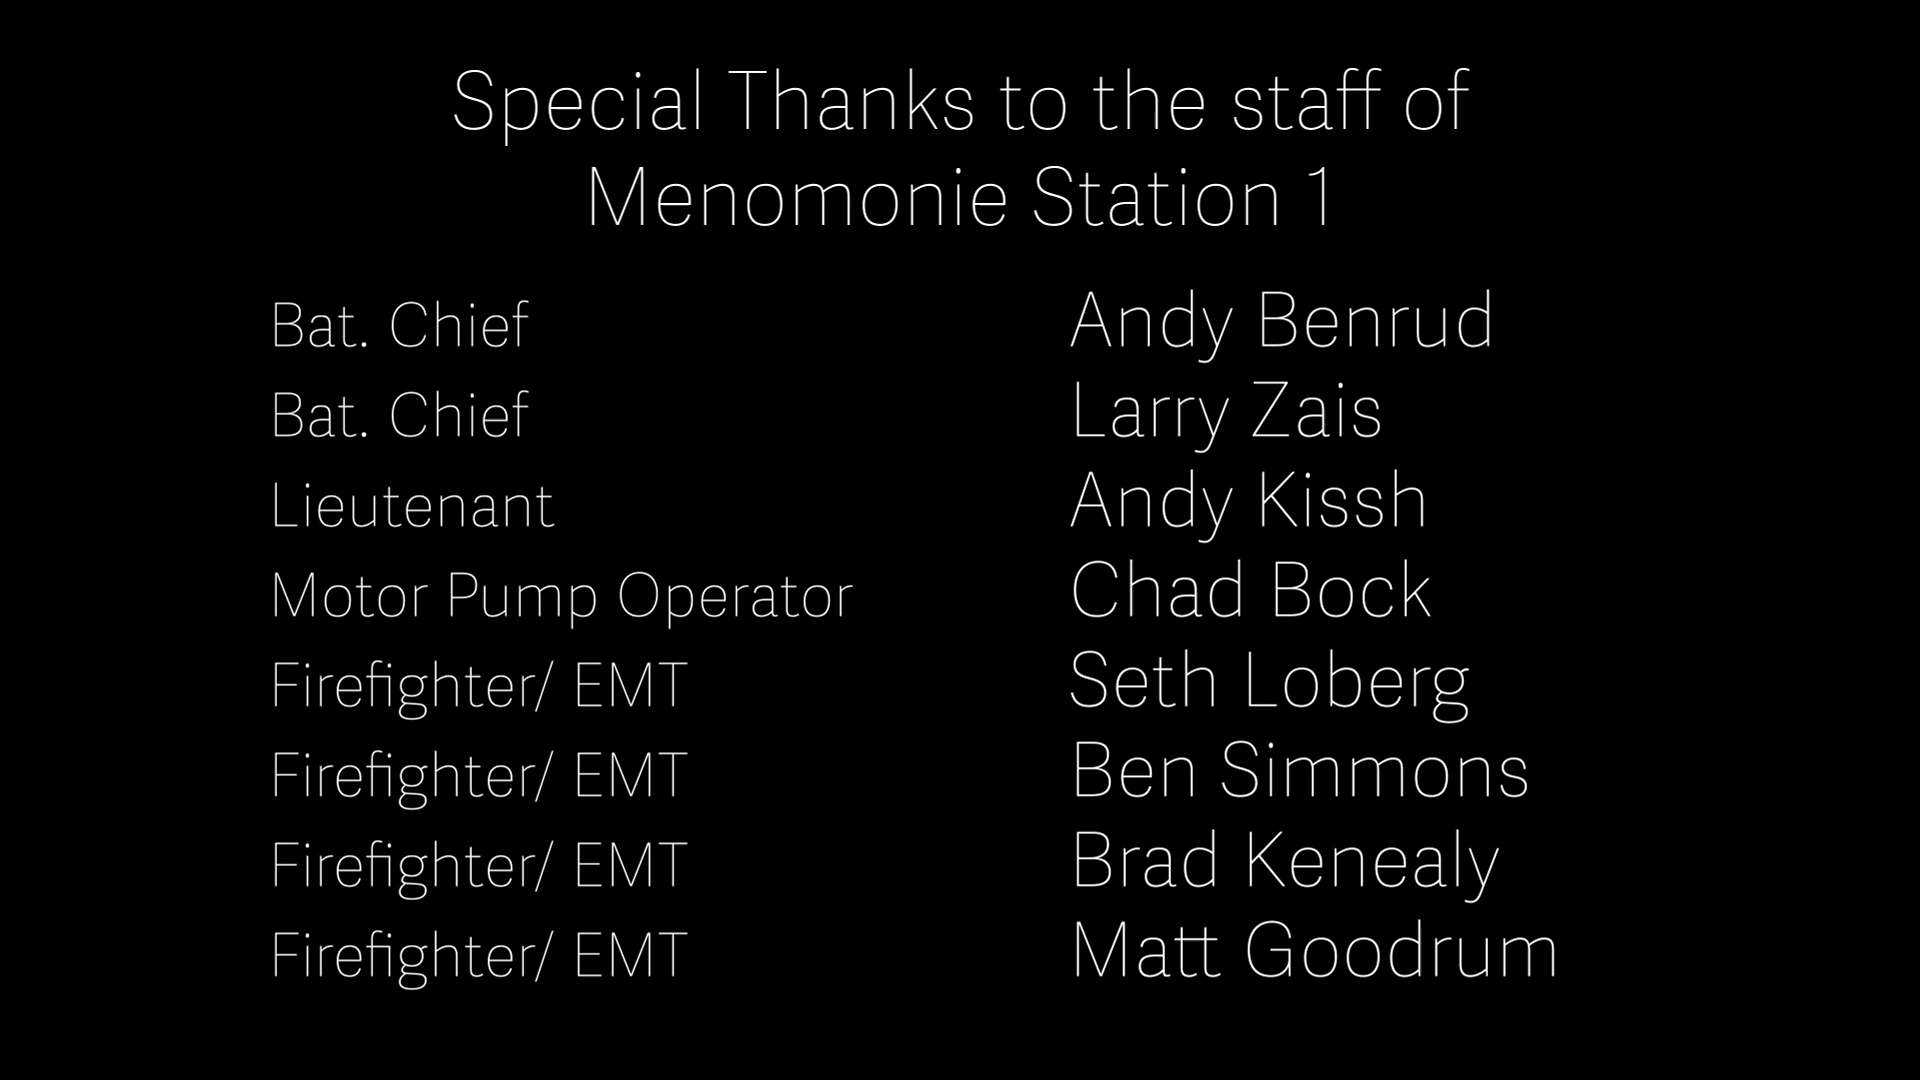 Special Thanks to the staff of
Menomonie Station 1
Bat. Chief Andy Benrud
Bat. Chief Larry Zais
Lieutenant Andy Kissh
Motor Pump Operator Chad Bock
Firefighter/ EMT Seth Loberg
Firefighter/ EMT Ben Simmons
Firefighter/ EMT Brad Kenealy
Firefighter/ EMT Matt Goodrum